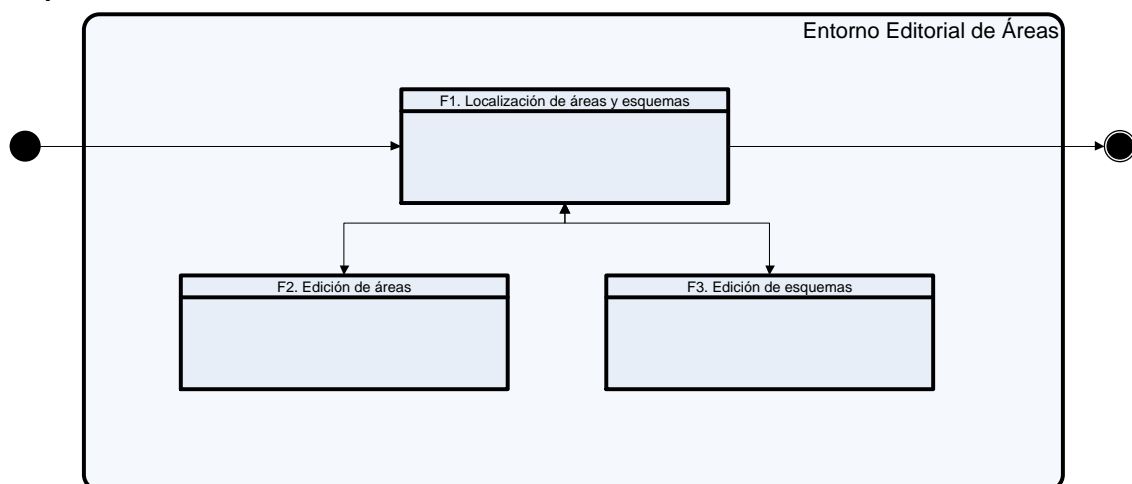 Entorno Editorial de Áreas
F1. Localización de áreas y esquemas
F2. Edición de áreas
F3. Edición de esquemas